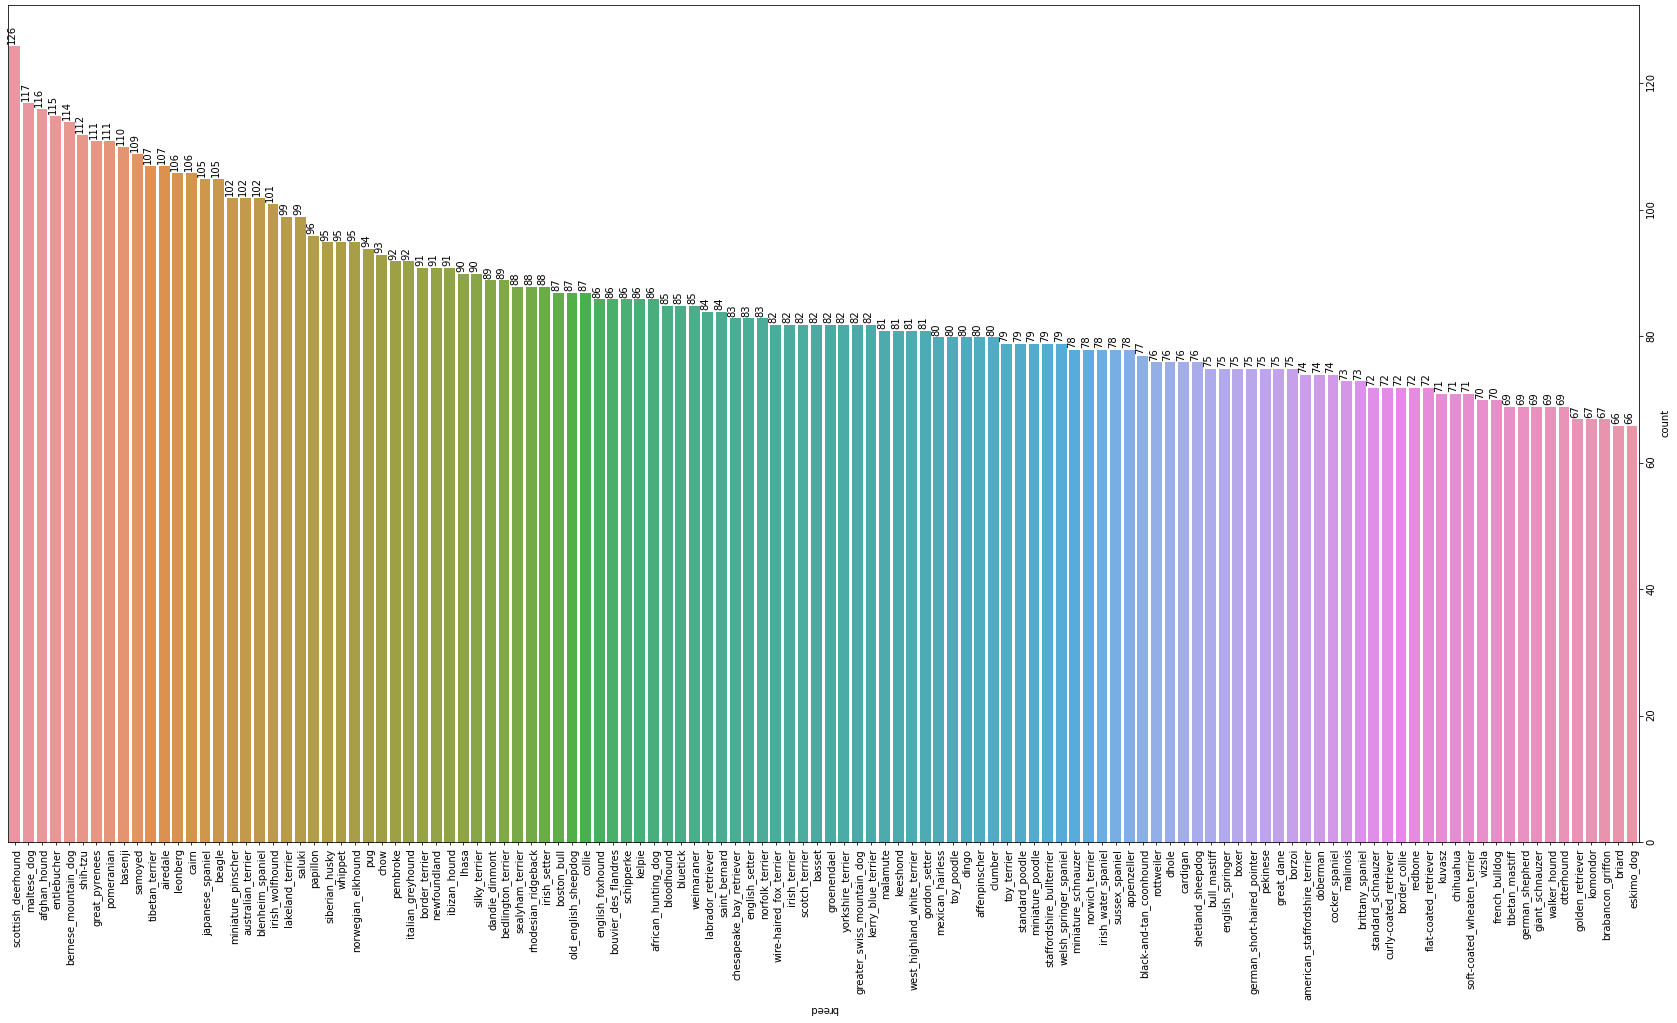 126
117
116
115
114
112
111
111
110
109
107
107
106
106
105
105
102
102
102
101
99
99
96
95
95
95
94
93
92
92
91
91
91
90
90
89
89
88
88
88
87
87
87
86
86
86
86
86
85
85
85
84
84
83
83
83
82
82
82
82
82
82
82
82
81
81
81
81
80
80
80
80
80
79
79
79
79
79
78
78
78
78
78
77
76
76
76
76
75
75
75
75
75
75
75
74
74
74
73
73
72
72
72
72
72
71
71
71
70
70
69
69
69
69
69
67
67
67
66
66
120
100
80
60
40
20
0
count
scottish_deerhound
maltese_dog
afghan_hound
entlebucher
bernese_mountain_dog
shih-tzu
great_pyrenees
pomeranian
basenji
samoyed
tibetan_terrier
airedale
leonberg
cairn
japanese_spaniel
beagle
miniature_pinscher
australian_terrier
blenheim_spaniel
irish_wolfhound
lakeland_terrier
saluki
papillon
siberian_husky
whippet
norwegian_elkhound
pug
chow
pembroke
italian_greyhound
border_terrier
newfoundland
ibizan_hound
lhasa
silky_terrier
dandie_dinmont
bedlington_terrier
sealyham_terrier
rhodesian_ridgeback
irish_setter
boston_bull
old_english_sheepdog
collie
english_foxhound
bouvier_des_flandres
schipperke
kelpie
african_hunting_dog
bloodhound
bluetick
weimaraner
labrador_retriever
saint_bernard
chesapeake_bay_retriever
english_setter
norfolk_terrier
wire-haired_fox_terrier
irish_terrier
scotch_terrier
basset
groenendael
yorkshire_terrier
greater_swiss_mountain_dog
kerry_blue_terrier
malamute
keeshond
west_highland_white_terrier
gordon_setter
mexican_hairless
toy_poodle
dingo
affenpinscher
clumber
toy_terrier
standard_poodle
miniature_poodle
staffordshire_bullterrier
welsh_springer_spaniel
miniature_schnauzer
norwich_terrier
irish_water_spaniel
sussex_spaniel
appenzeller
black-and-tan_coonhound
rottweiler
dhole
cardigan
shetland_sheepdog
bull_mastiff
english_springer
boxer
german_short-haired_pointer
pekinese
great_dane
borzoi
american_staffordshire_terrier
doberman
cocker_spaniel
malinois
brittany_spaniel
standard_schnauzer
curly-coated_retriever
border_collie
redbone
flat-coated_retriever
kuvasz
chihuahua
soft-coated_wheaten_terrier
vizsla
french_bulldog
tibetan_mastiff
german_shepherd
giant_schnauzer
walker_hound
otterhound
golden_retriever
komondor
brabancon_griffon
briard
eskimo_dog
breed